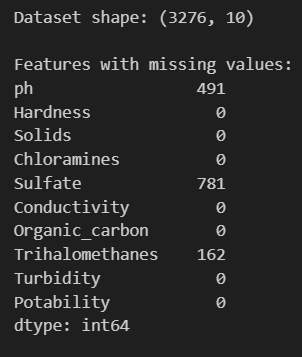 Dataset shape: (3276, 10)
Features with missing values:
ph 491
Hardness 0
Solids 0
Chloramines 0
Sulfate 781
Conductivity 0
Organic_carbon 0
Trihalomethanes 162
Turbidity 0
Potability 0
dtype: int64